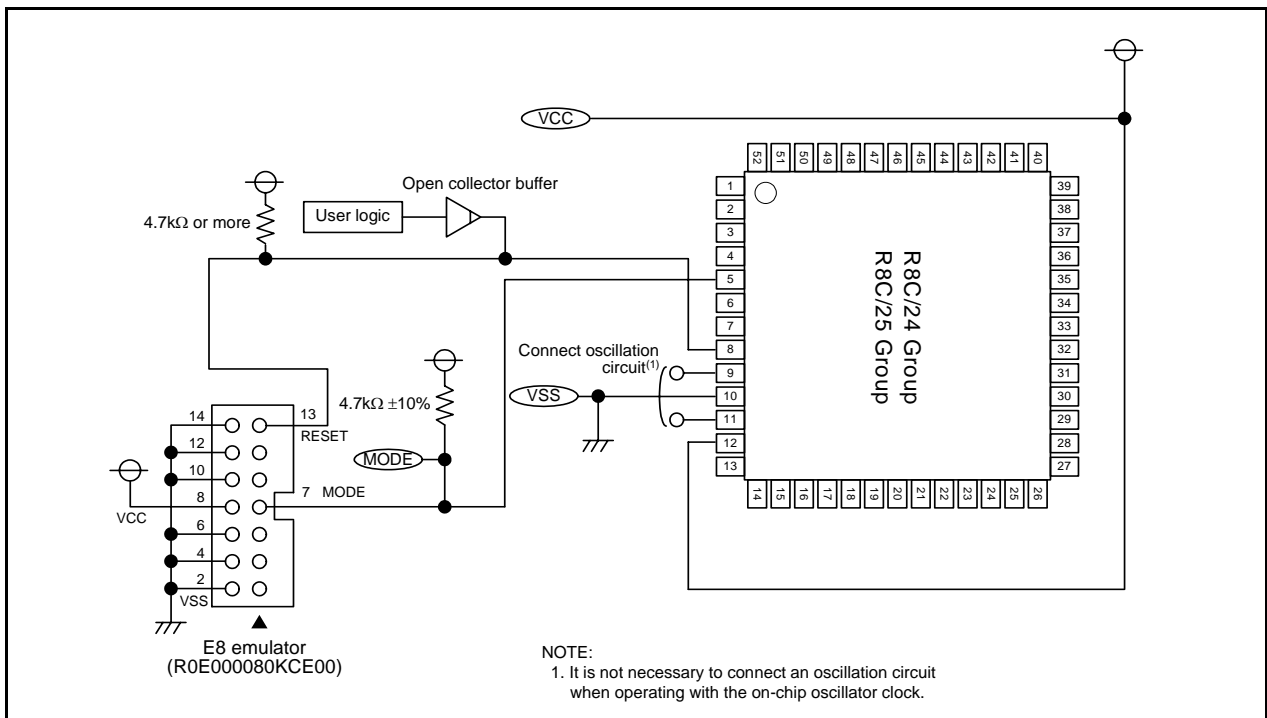 VCC
Open collector buffer
User logic
4.7kΩ or more
52 51 50 49 48 47 46 45 44 43 42 41 40
1
2
3
4
5
6
7
8
9
10
11
12
13
39
38
37
36
35
34
33
32
31
30
29
28
27
14 15 16 17 18 19 20 21 22 23 24 25 26
R8C/24 Group
R8C/25 Group
Connect oscillation
circuit(1)
VSS
4.7kΩ ±10%
MODE
14
13
RESET
12
10
8
7 MODE
VCC
6
4
2
VSS
E8 emulator
(R0E000080KCE00)
NOTE:
1. It is not necessary to connect an oscillation circuit
when operating with the on-chip oscillator clock.